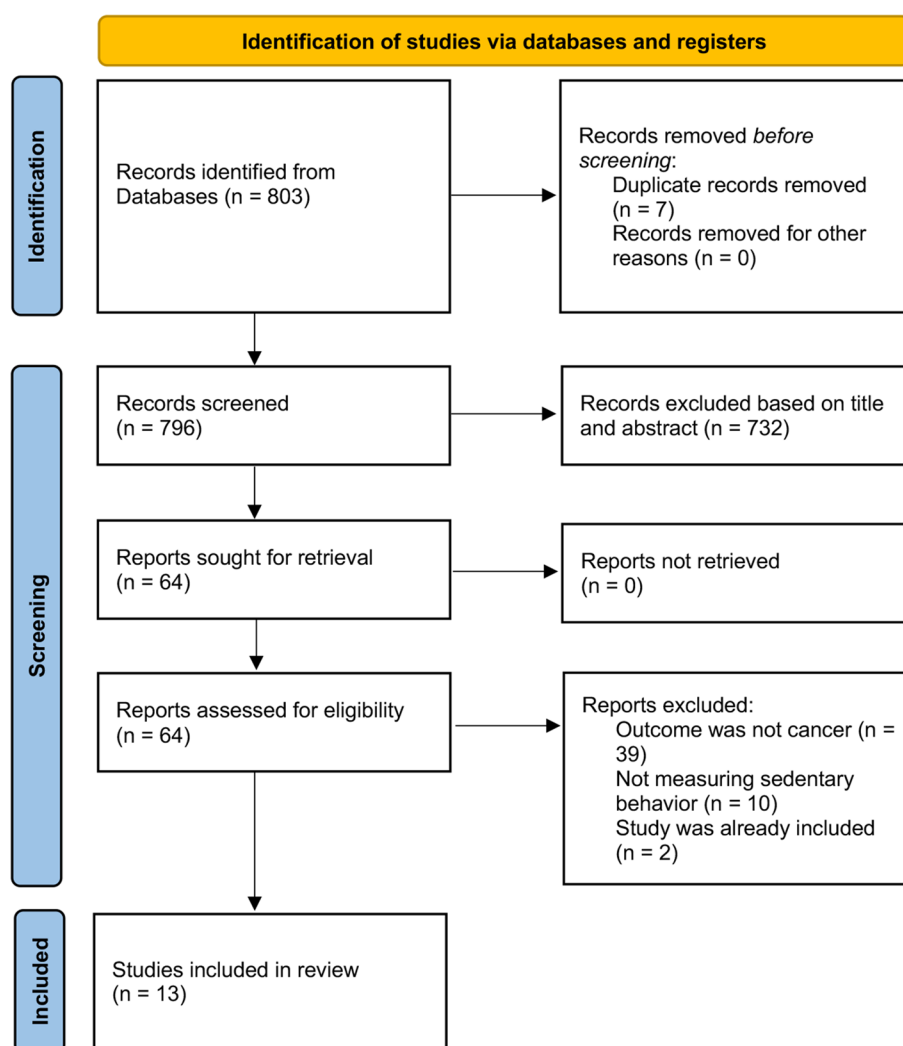 Identification of studies via databases and registers
Identification
Records identified from
Databases (n = 803)
Records removed before
screening:
Duplicate records removed
(n = 7)
Records removed for other
reasons (n = 0)
Screening
Records screened
(n = 796)
Records excluded based on title
and abstract (n = 732)
Reports sought for retrieval
(n = 64)
Reports not retrieved
(n = 0)
Reports assessed for eligibility
(n = 64)
Reports excluded:
Outcome was not cancer (n =
39)
Not measuring sedentary
behavior (n = 10)
Study was already included
(n = 2)
Included
Studies included in review
(n = 13)